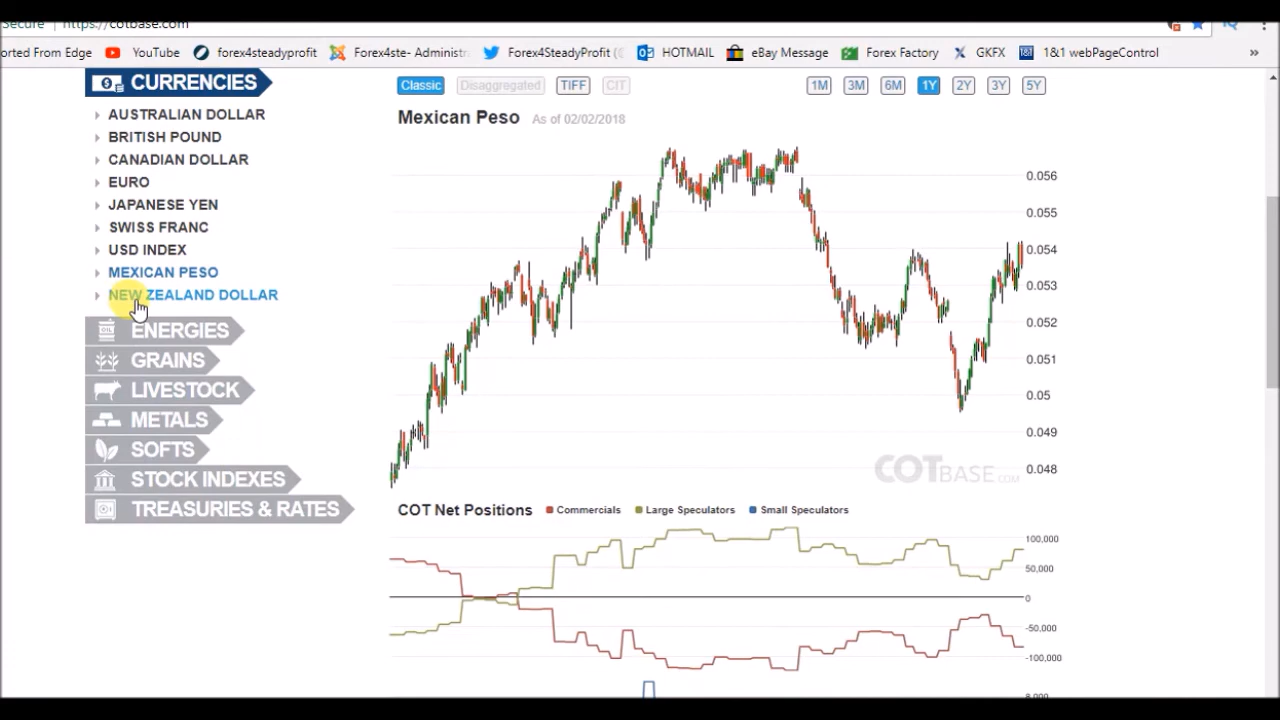 Secure https://cotbase.com
orted From Edge YouTube forex4steadyprofit Forex4ste- Administr Forex4SteadyProfit ( HOTMAIL eBay Message Forex Factory GKFX 1&1 webPageControl »
CURRENCIES
AUSTRALIAN DOLLAR
BRITISH POUND
CANADIAN DOLLAR
EURO
JAPANESE YEN
SWISS FRANC
USD INDEX
MEXICAN PESO
NEW ZEALAND DOLLAR
OIL
ENERGIES
GRAINS
LIVESTOCK
METALS
SOFTS
STOCK INDEXES
TREASURIES & RATES
Classic Disaggregated TIFF CIT 1M 3M 6M 1Y 2Y 3Y 5Y
Mexican Peso As of 02/02/2018
0.056
0.055
0.054
0.053
0.052
0.051
0.05
0.049
0.048
COTBASE.COM
COT Net Positions Commercials Large Speculators Small Speculators
100,000
50,000
0
-50,000
-100,000
8,000